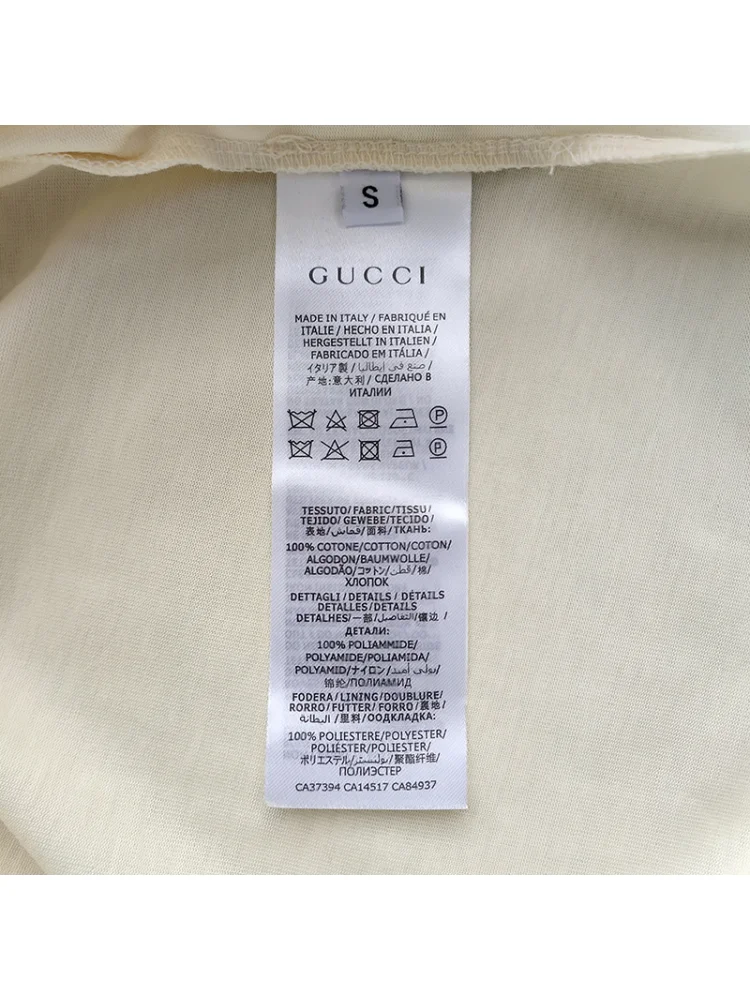 S
GUCCI
MADE IN ITALY / FABRIQUÉ EN
ITALIE / HECHO EN ITALIA /
HERGESTELLT IN ITALIEN /
FABRICADO EM ITÁLIA /
イタリア製 / صنع في إيطاليا /
产地:意大利 / СДЕЛАНО В
ИТАЛИИ
P
P
TESSUTO/FABRIC/TISSU/
TEJIDO/GEWEBE/TECIDO/
表地/قماش/面料/ТКАНЬ:
100% COTONE/COTTON/COTON/
ALGODON/BAUMWOLLE/
ALGODÃO/コットン/قطن/棉/
ХЛОПОК
DETTAGLI/DETAILS/DÉTAILS
DETALLES/DETAILS
DETALHES/一部/التفاصيل/镶边 /
ДЕТАЛИ:
100% POLIAMMIDE/
POLYAMIDE/POLIAMIDA/
POLYAMID/ナイロン/بولى أميد/
锦纶/ПОЛИАМИД
FODERA/LINING/DOUBLURE/
RORRO/FUTTER/FORRO/裏地/
البطانة/里料/ООДКЛАДКА:
100% POLIESTERE/POLYESTER/
POLIÉSTER/POLIESTER/
ポリエステル/بوليستر/聚酯纤维/
ПОЛИЭСТЕР
CA37394 CA14517 CA84937